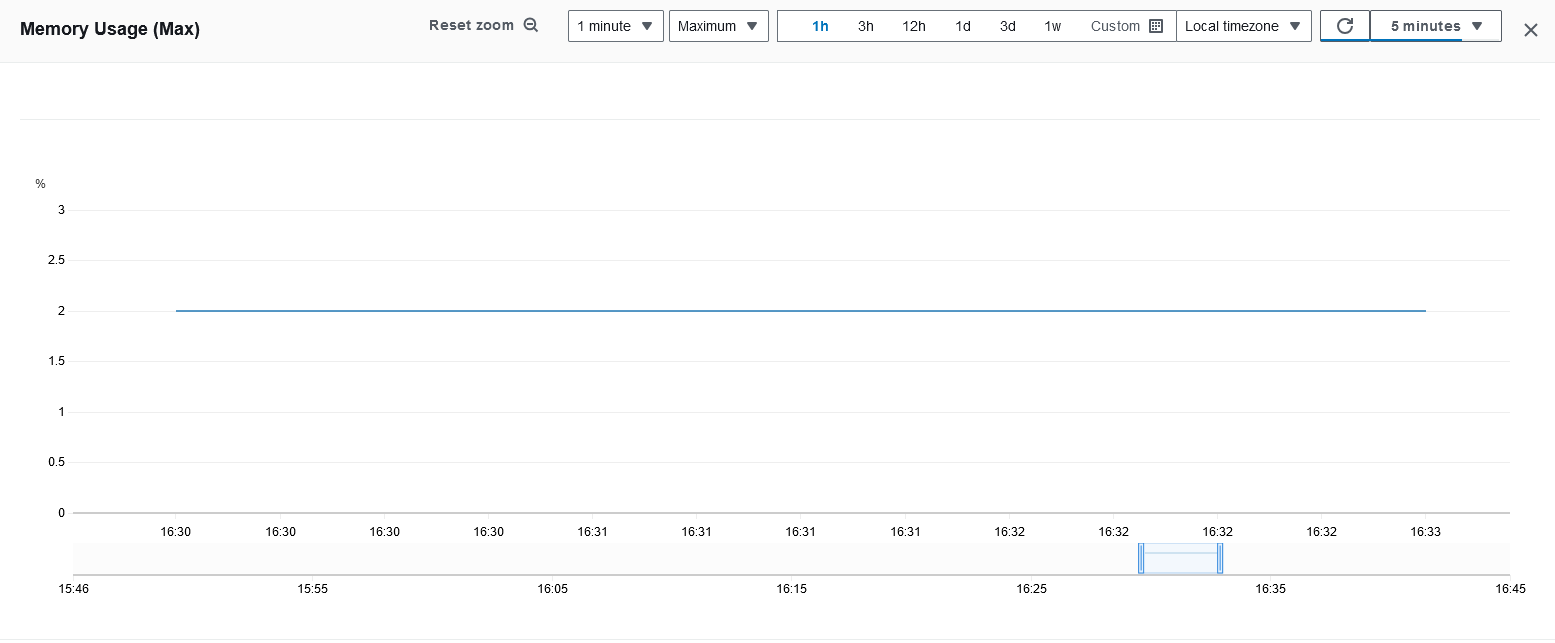 Memory Usage (Max)
Reset zoom
1 minute
Maximum
1h 3h 12h 1d 3d 1w Custom
Local timezone
5 minutes
%
3
2.5
2
1.5
1
0.5
0
16:30 16:30 16:30 16:30 16:31 16:31 16:31 16:31 16:32 16:32 16:32 16:32 16:33
15:46 15:55 16:05 16:15 16:25 16:35 16:45